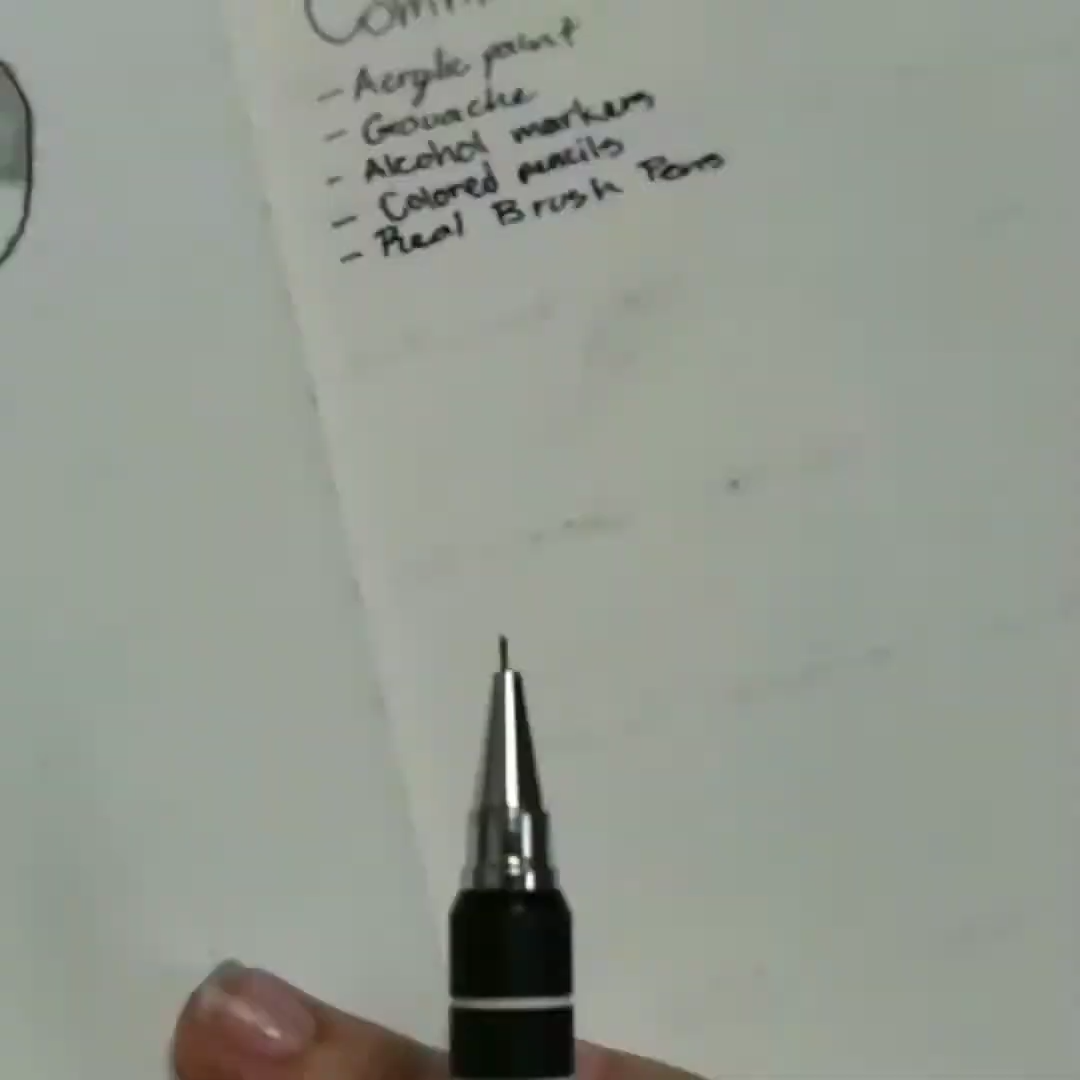 - Acrylic paint
- Gouache
- Alcohol markers
- Colored pencils
- Real Brush Pens